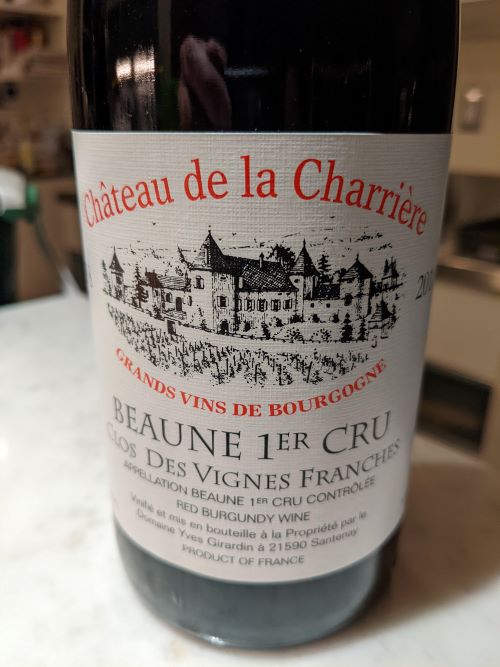 Château de la Charrière
GRANDS VINS DE BOURGOGNE
BEAUNE 1ER CRU
CLOS DES VIGNES FRANCHES
APPELLATION BEAUNE 1ER CRU CONTRÔLÉE
RED BURGUNDY WINE
Vinifié et mis en bouteille à la Propriété par le
Domaine Yves Girardin à 21590 Santenay
PRODUCT OF FRANCE